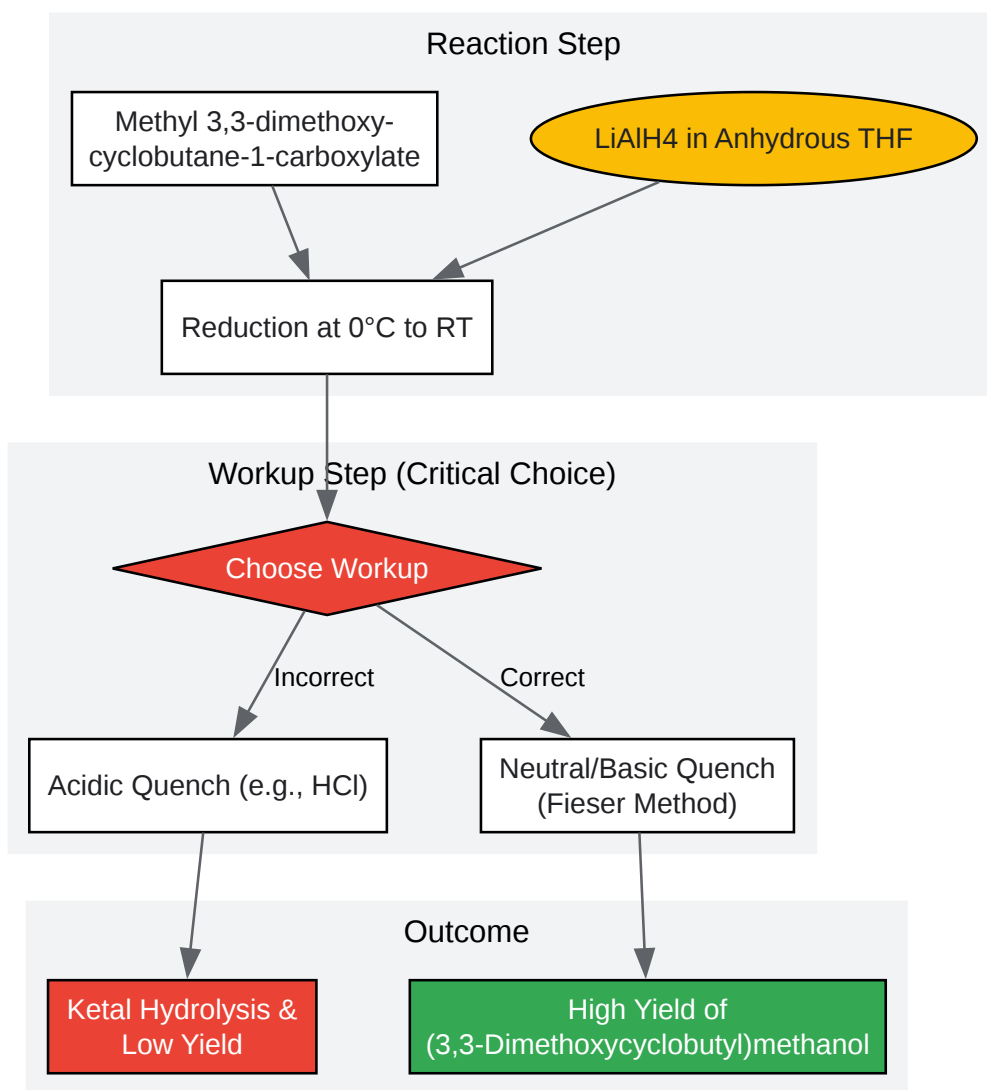 Reaction Step
Methyl 3,3-dimethoxy-
cyclobutane-1-carboxylate
LiAlH4 in Anhydrous THF
Reduction at 0°C to RT
Workup Step (Critical Choice)
Choose Workup
Incorrect
Correct
Acidic Quench (e.g., HCl)
Neutral/Basic Quench
(Fieser Method)
Outcome
Ketal Hydrolysis &
Low Yield
High Yield of
(3,3-Dimethoxycyclobutyl)methanol